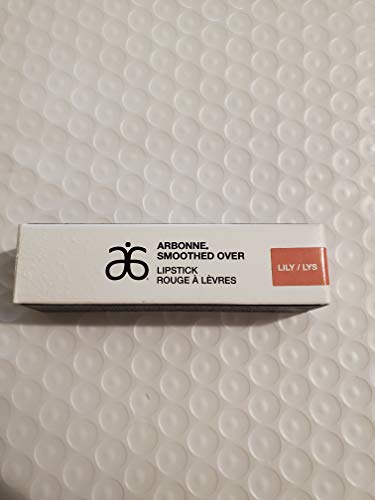 ARBONNE.
SMOOTHED OVER
LIPSTICK
ROUGE À LÈVRES
LILY / LYS